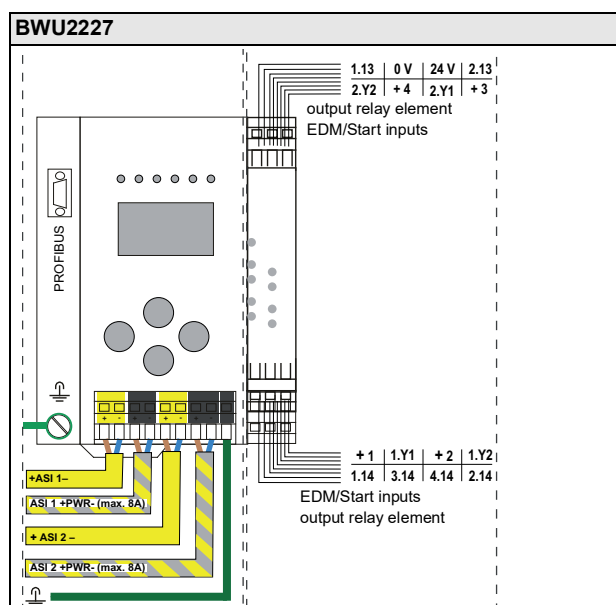 BWU2227
1.13 0 V 24 V 2.13
2.Y2 + 4 2.Y1 + 3
output relay element
EDM/Start inputs
PROFIBUS
+ - + - + - + -
+ 1 1.Y1 + 2 1.Y2
1.14 3.14 4.14 2.14
EDM/Start inputs
output relay element
+ASI 1–
ASI 1 +PWR- (max. 8A)
+ ASI 2 –
ASI 2 +PWR- (max. 8A)